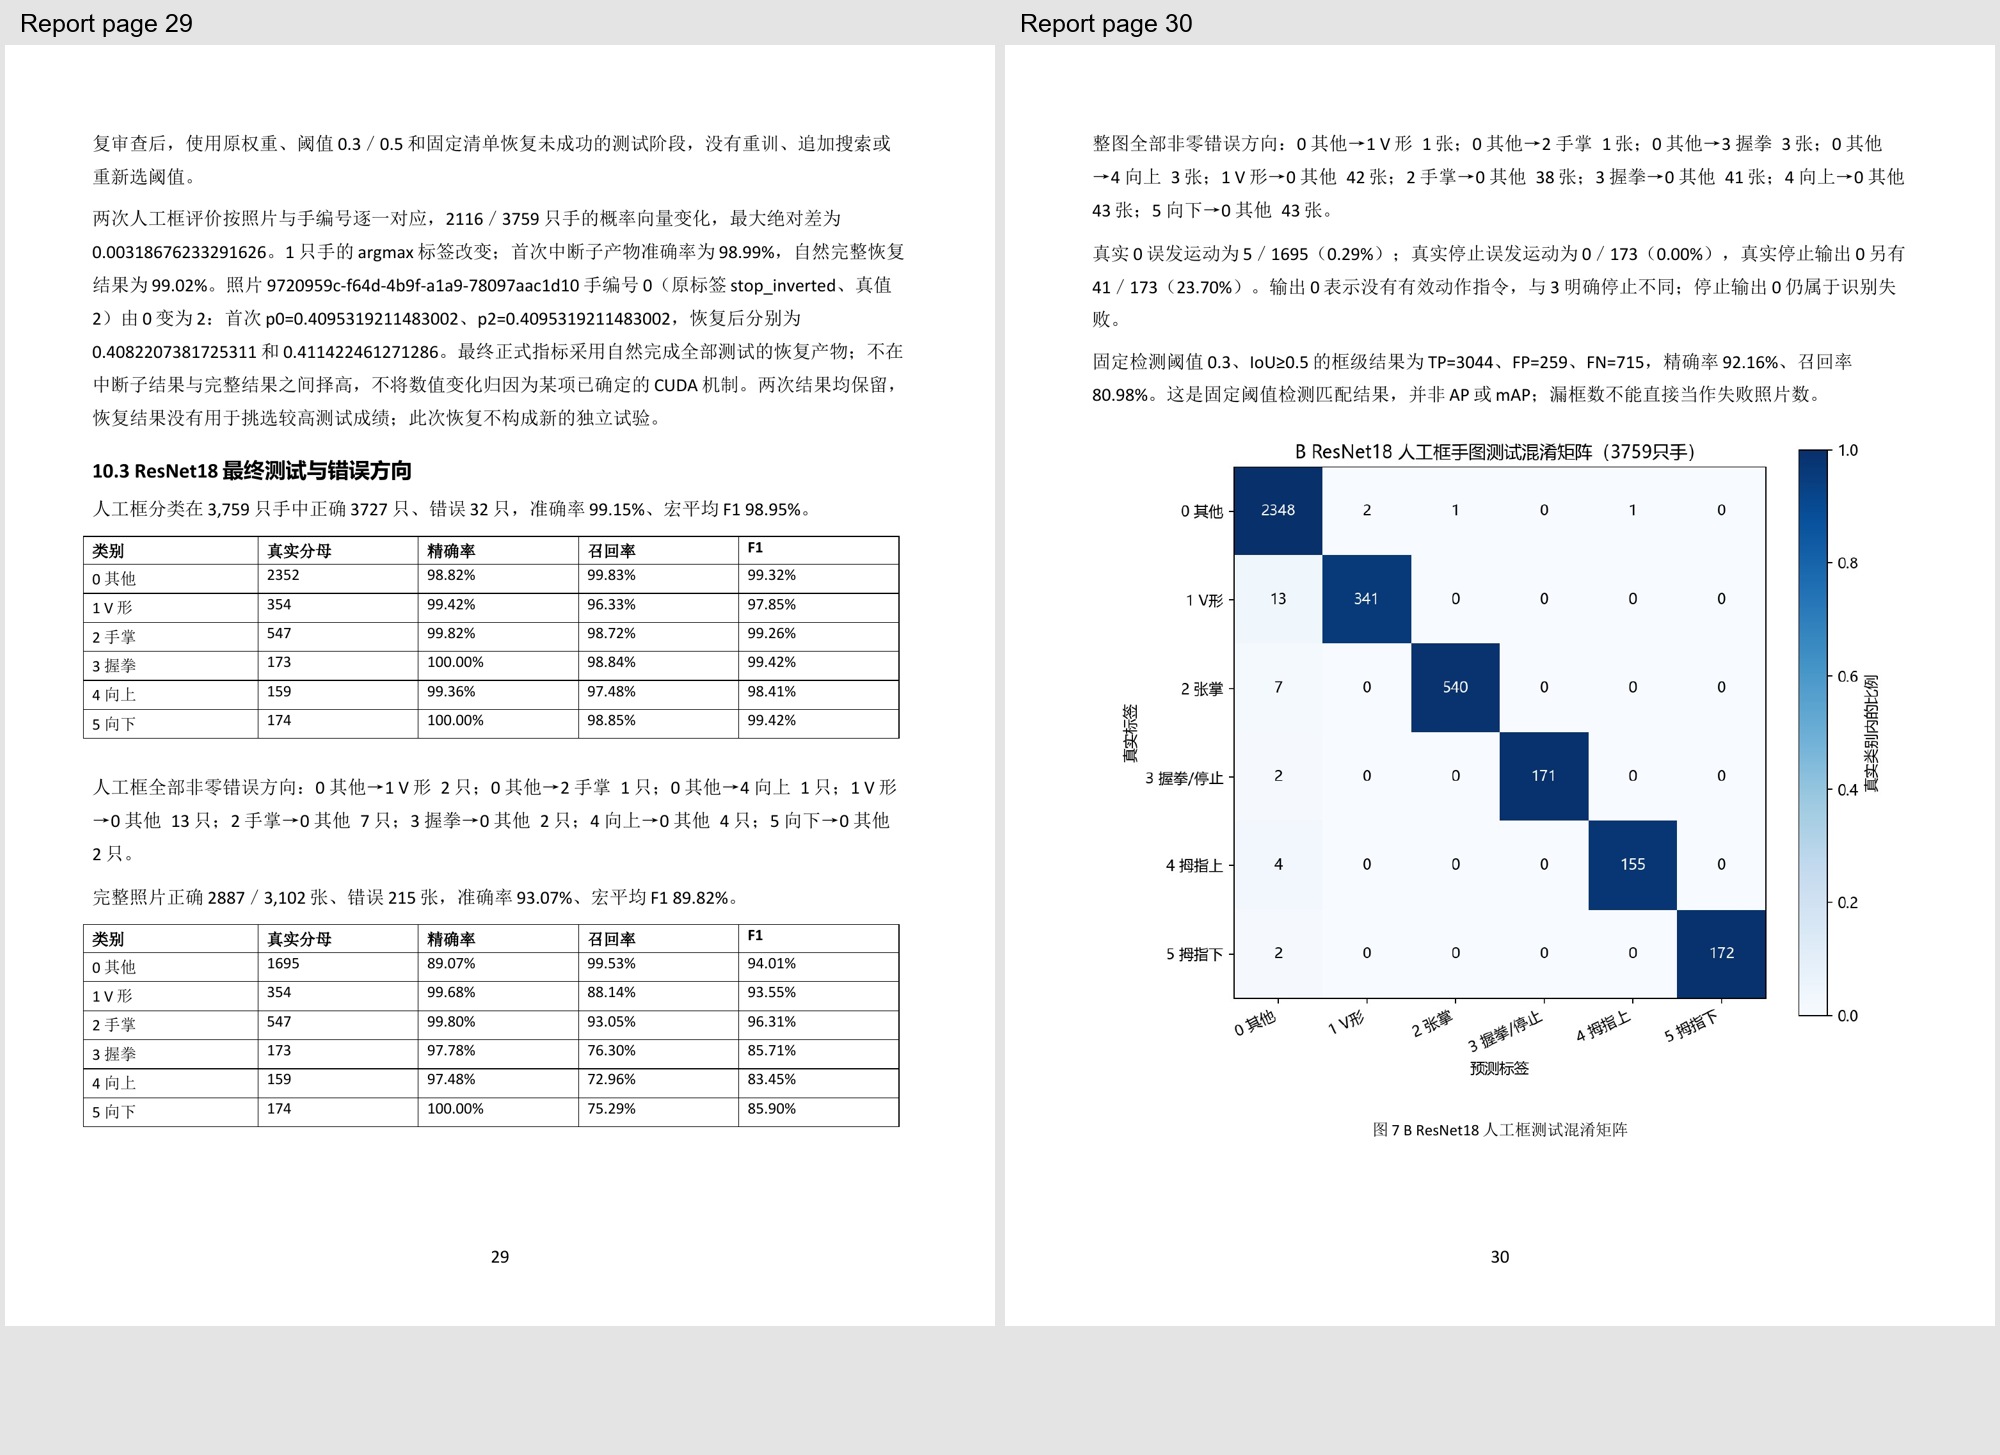 Report page 29
复审查后，使用原权重、阈值 0.3 / 0.5 和固定清单恢复未成功的测试阶段，没有重训、追加搜索或
重新选阈值。
两次人工框评价按照片与手编号逐一对应，2116 / 3759 只手的概率向量变化，最大绝对差为
0.00318676233291626。1 只手的 argmax 标签改变；首次中断子产物准确率为 98.99%，自然完整恢复
结果为 99.02%。照片 9720959c-f64d-4b9f-a1a9-78097aac1d10 手编号 0（原标签 stop_inverted、真值
2）由 0 变为 2：首次 p0=0.4095319211483002、p2=0.4095319211483002，恢复后分别为
0.4082207381725311 和 0.411422461271286。最终正式指标采用自然完成全部测试的恢复产物；不在
中断子结果与完整结果之间择高，不将数值变化归因为某项已确定的 CUDA 机制。两次结果均保留，
恢复结果没有用于挑选较高测试成绩；此次恢复不构成新的独立试验。
10.3 ResNet18 最终测试与错误方向
人工框分类在 3,759 只手中正确 3727 只、错误 32 只，准确率 99.15%、宏平均 F1 98.95%。
类别 真实分母 精确率 召回率 F1
0 其他 2352 98.82% 99.83% 99.32%
1 V 形 354 99.42% 96.33% 97.85%
2 手掌 547 99.82% 98.72% 99.26%
3 握拳 173 100.00% 98.84% 99.42%
4 向上 159 99.36% 97.48% 98.41%
5 向下 174 100.00% 98.85% 99.42%
人工框全部非零错误方向：0 其他→1 V 形 2 只；0 其他→2 手掌 1 只；0 其他→4 向上 1 只；1 V 形
→0 其他 13 只；2 手掌→0 其他 7 只；3 握拳→0 其他 2 只；4 向上→0 其他 4 只；5 向下→0 其他
2 只。
完整照片正确 2887 / 3,102 张、错误 215 张，准确率 93.07%、宏平均 F1 89.82%。
类别 真实分母 精确率 召回率 F1
0 其他 1695 89.07% 99.53% 94.01%
1 V 形 354 99.68% 88.14% 93.55%
2 手掌 547 99.80% 93.05% 96.31%
3 握拳 173 97.78% 76.30% 85.71%
4 向上 159 97.48% 72.96% 83.45%
5 向下 174 100.00% 75.29% 85.90%
29
Report page 30
整图全部非零错误方向：0 其他→1 V 形 1 张；0 其他→2 手掌 1 张；0 其他→3 握拳 3 张；0 其他
→4 向上 3 张；1 V 形→0 其他 42 张；2 手掌→0 其他 38 张；3 握拳→0 其他 41 张；4 向上→0 其他
43 张；5 向下→0 其他 43 张。
真实 0 误发运动为 5 / 1695（0.29%）；真实停止误发运动为 0 / 173（0.00%），真实停止输出 0 另有
41 / 173（23.70%）。输出 0 表示没有有效动作指令，与 3 明确停止不同；停止输出 0 仍属于识别失
败。
固定检测阈值 0.3、IoU≥0.5 的框级结果为 TP=3044、FP=259、FN=715，精确率 92.16%、召回率
80.98%。这是固定阈值检测匹配结果，并非 AP 或 mAP；漏框数不能直接当作失败照片数。
B ResNet18 人工框手图测试混淆矩阵（3759只手）
真实标签
0 其他 2348 2 1 0 1 0
1 V形 13 341 0 0 0 0
2 张掌 7 0 540 0 0 0
3 握拳/停止 2 0 0 171 0 0
4 拇指上 4 0 0 0 155 0
5 拇指下 2 0 0 0 0 172
0 其他 1 V形 2 张掌 3 握拳/停止 4 拇指上 5 拇指下
预测标签
1.0
0.8
0.6
0.4
0.2
0.0
真实类别内的比例
图 7 B ResNet18 人工框测试混淆矩阵
30